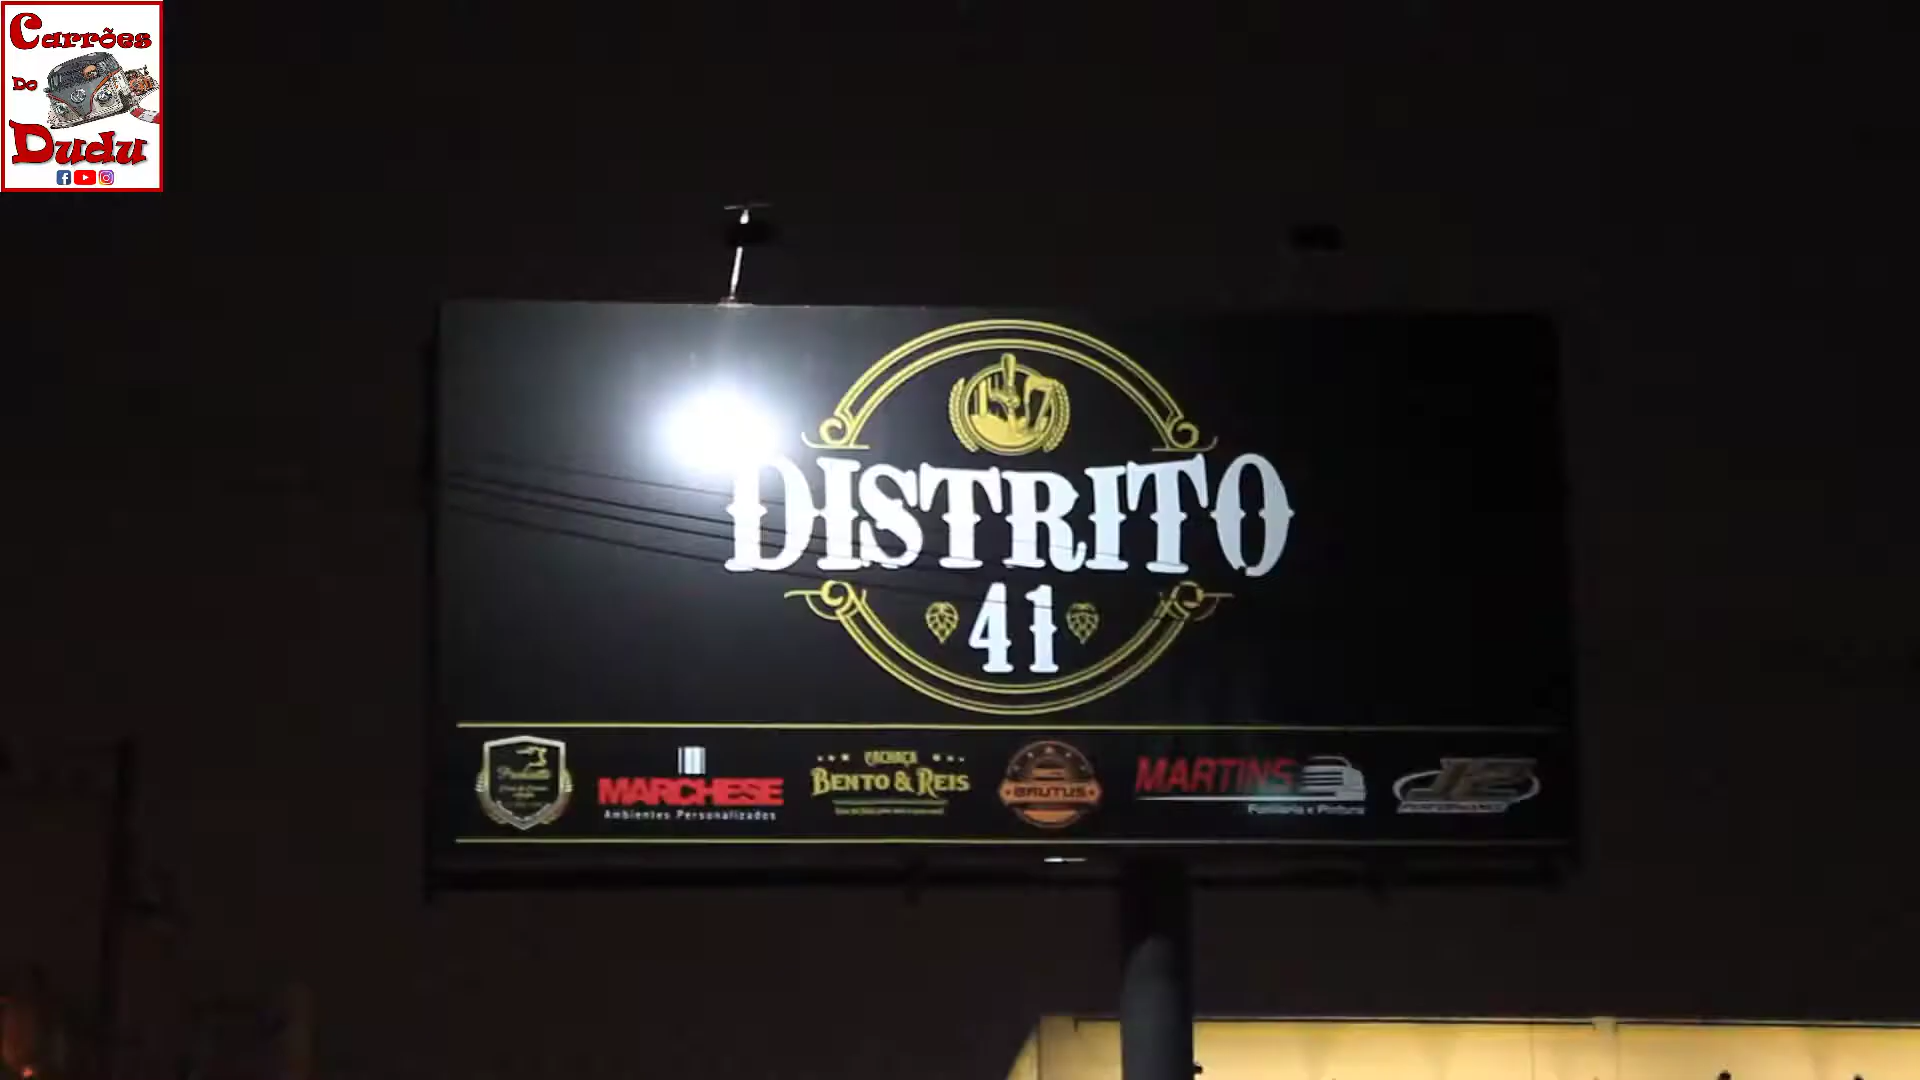 Carrões
Do
Dudu
DISTRITO
41
MARCHESE
Ambientes Personalizados
CACHAÇA
BENTO & REIS
BRUTUS
MARTINS
Funilaria e Pintura